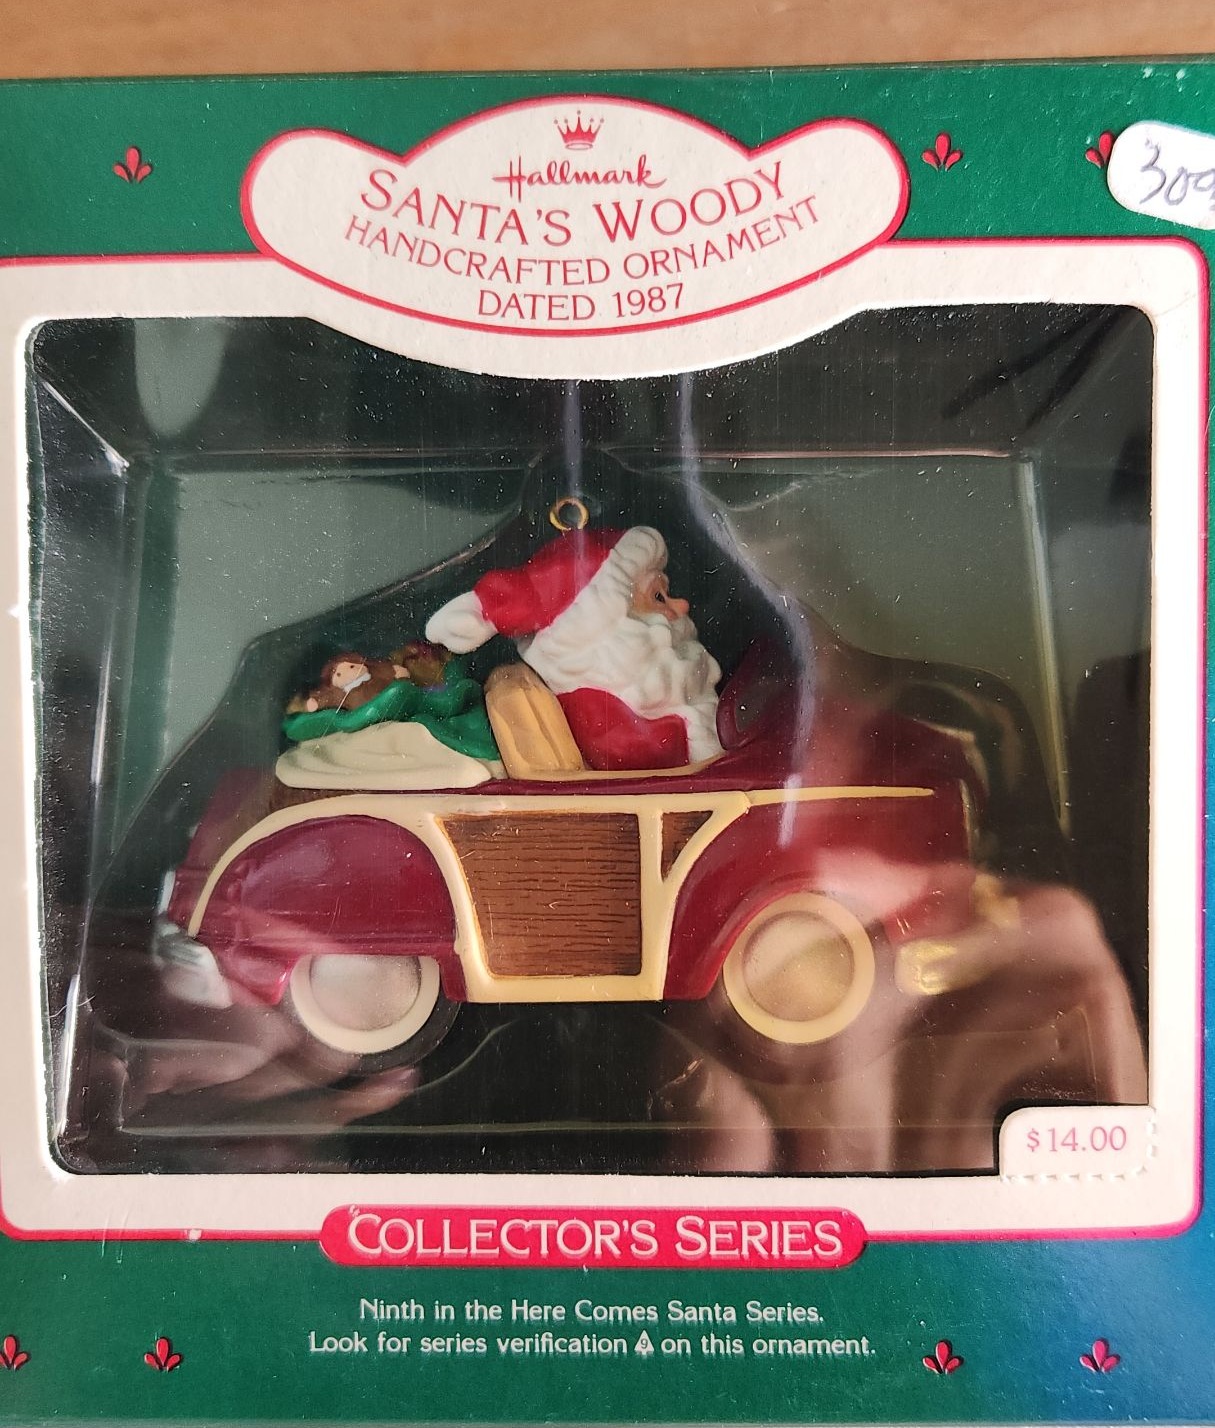 Hallmark
SANTA'S WOODY
HANDCRAFTED ORNAMENT
DATED 1987
$14.00
COLLECTOR'S SERIES
Ninth in the Here Comes Santa Series.
Look for series verification 9 on this ornament.